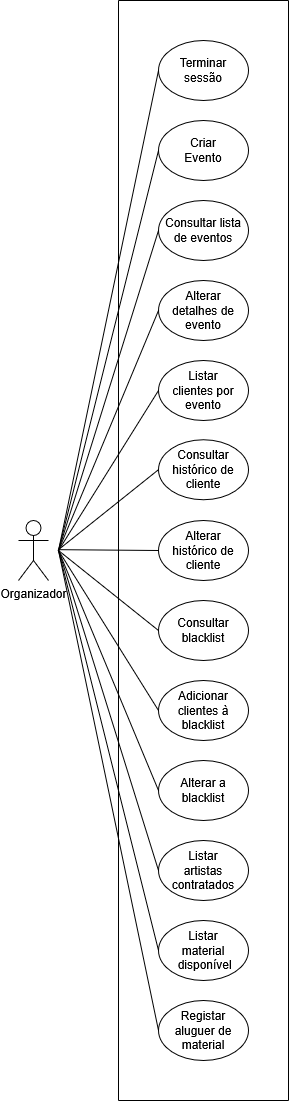 Terminar
sessão
Criar
Evento
Consultar lista
de eventos
Alterar
detalhes de
evento
Listar
clientes por
evento
Consultar
histórico de
cliente
Alterar
histórico de
cliente
Organizador
Consultar
blacklist
Adicionar
clientes à
blacklist
Alterar a
blacklist
Listar
artistas
contratados
Listar
material
disponível
Registar
aluguer de
material